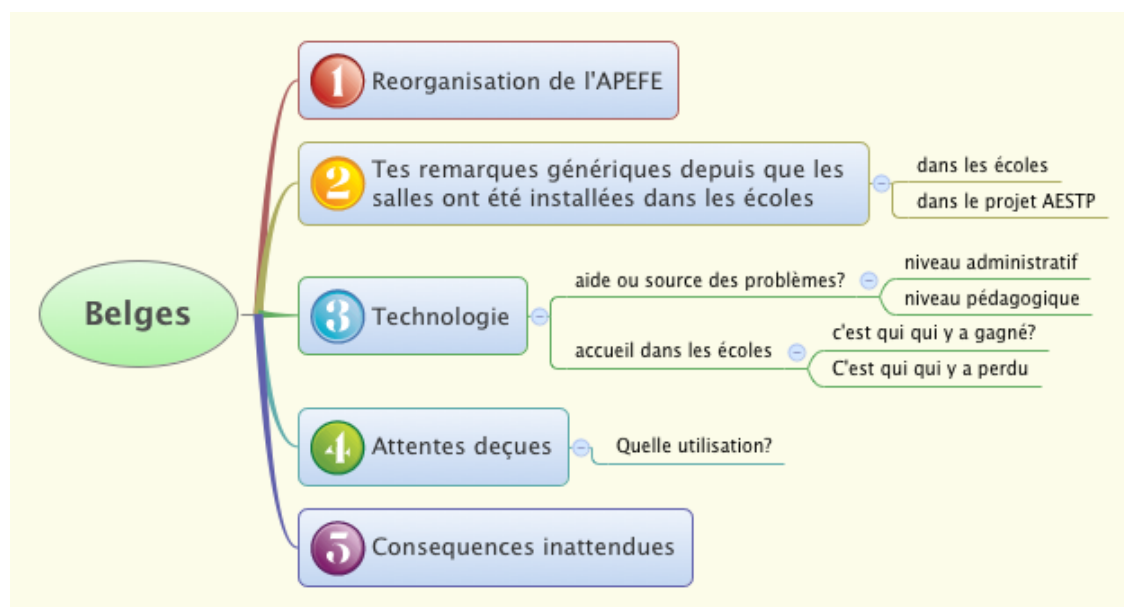 Belges
1 Reorganisation de l'APEFE
2 Tes remarques génériques depuis que les
salles ont été installées dans les écoles
dans les écoles
dans le projet AESTP
3 Technologie
aide ou source des problèmes?
niveau administratif
niveau pédagogique
accueil dans les écoles
c'est qui qui y a gagné?
C'est qui qui y a perdu
4 Attentes deçues
Quelle utilisation?
5 Consequences inattendues